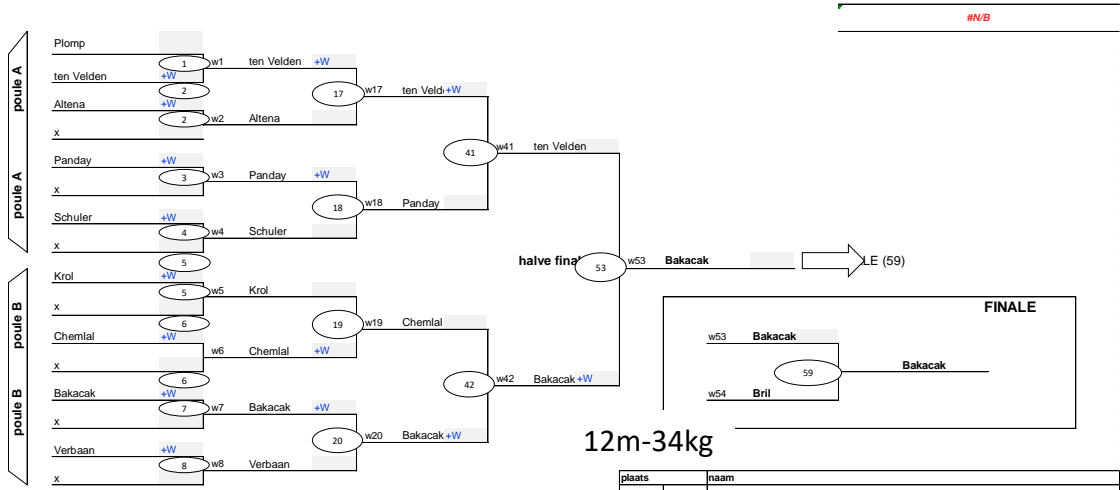 #N/B
Plomp
1 w1 ten Velden +W
ten Velden +W
2
17 w17 ten Veld +W
Altena +W
2 w2 Altena
x
41 w41 ten Velden
Panday +W
3 w3 Panday +W
x
18 w18 Panday
Schuler +W
4 w4 Schuler
x
5
halve final 53 w53 Bakacak LE (59)
Krol +W
5 w5 Krol
x
6
19 w19 Chemlal
Chemlal +W
w6 Chemlal +W
x
6
42 w42 Bakacak +W
Bakacak +W
7 w7 Bakacak +W
x
20 w20 Bakacak +W
Verbaan +W
8 w8 Verbaan
x
poule A
poule A
poule B
poule B
FINALE
w53 Bakacak
59 Bakacak
w54 Bril
12m-34kg
plaats naam